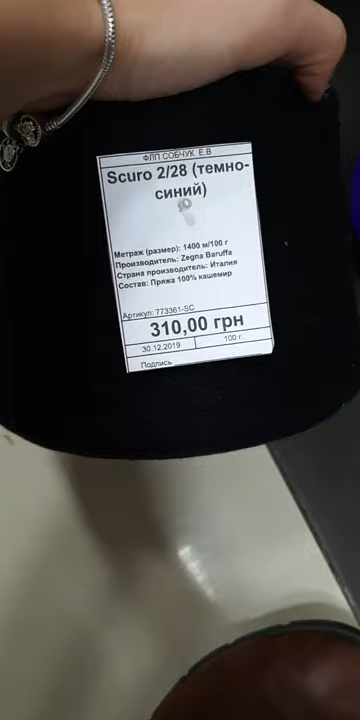 ФЛП СОБЧУК Е.В
Scuro 2/28 (темно-
синий)
Метраж (размер): 1400 м/100 г
Производитель: Zegna Baruffa
Страна производитель: Италия
Состав: Пряжа 100% кашемир
Артикул: 773361-SC
310,00 грн
30.12.2019 100 г.
Подпись